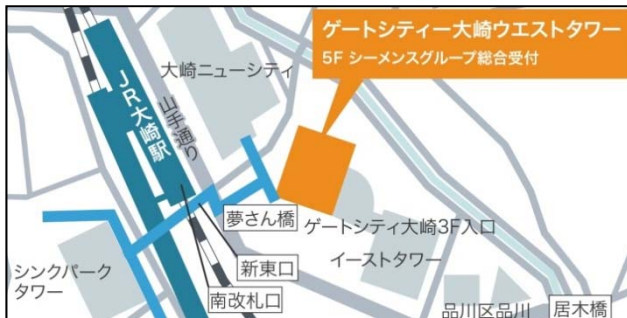 ゲートシティー大崎ウエストタワー
5F シーメンスグループ総合受付
大崎ニューシティ
JR大崎駅
山手通り
夢さん橋
ゲートシティ大崎3F入口
新東口
イーストタワー
シンクパーク
タワー
南改札口
品川区品川
居木橋